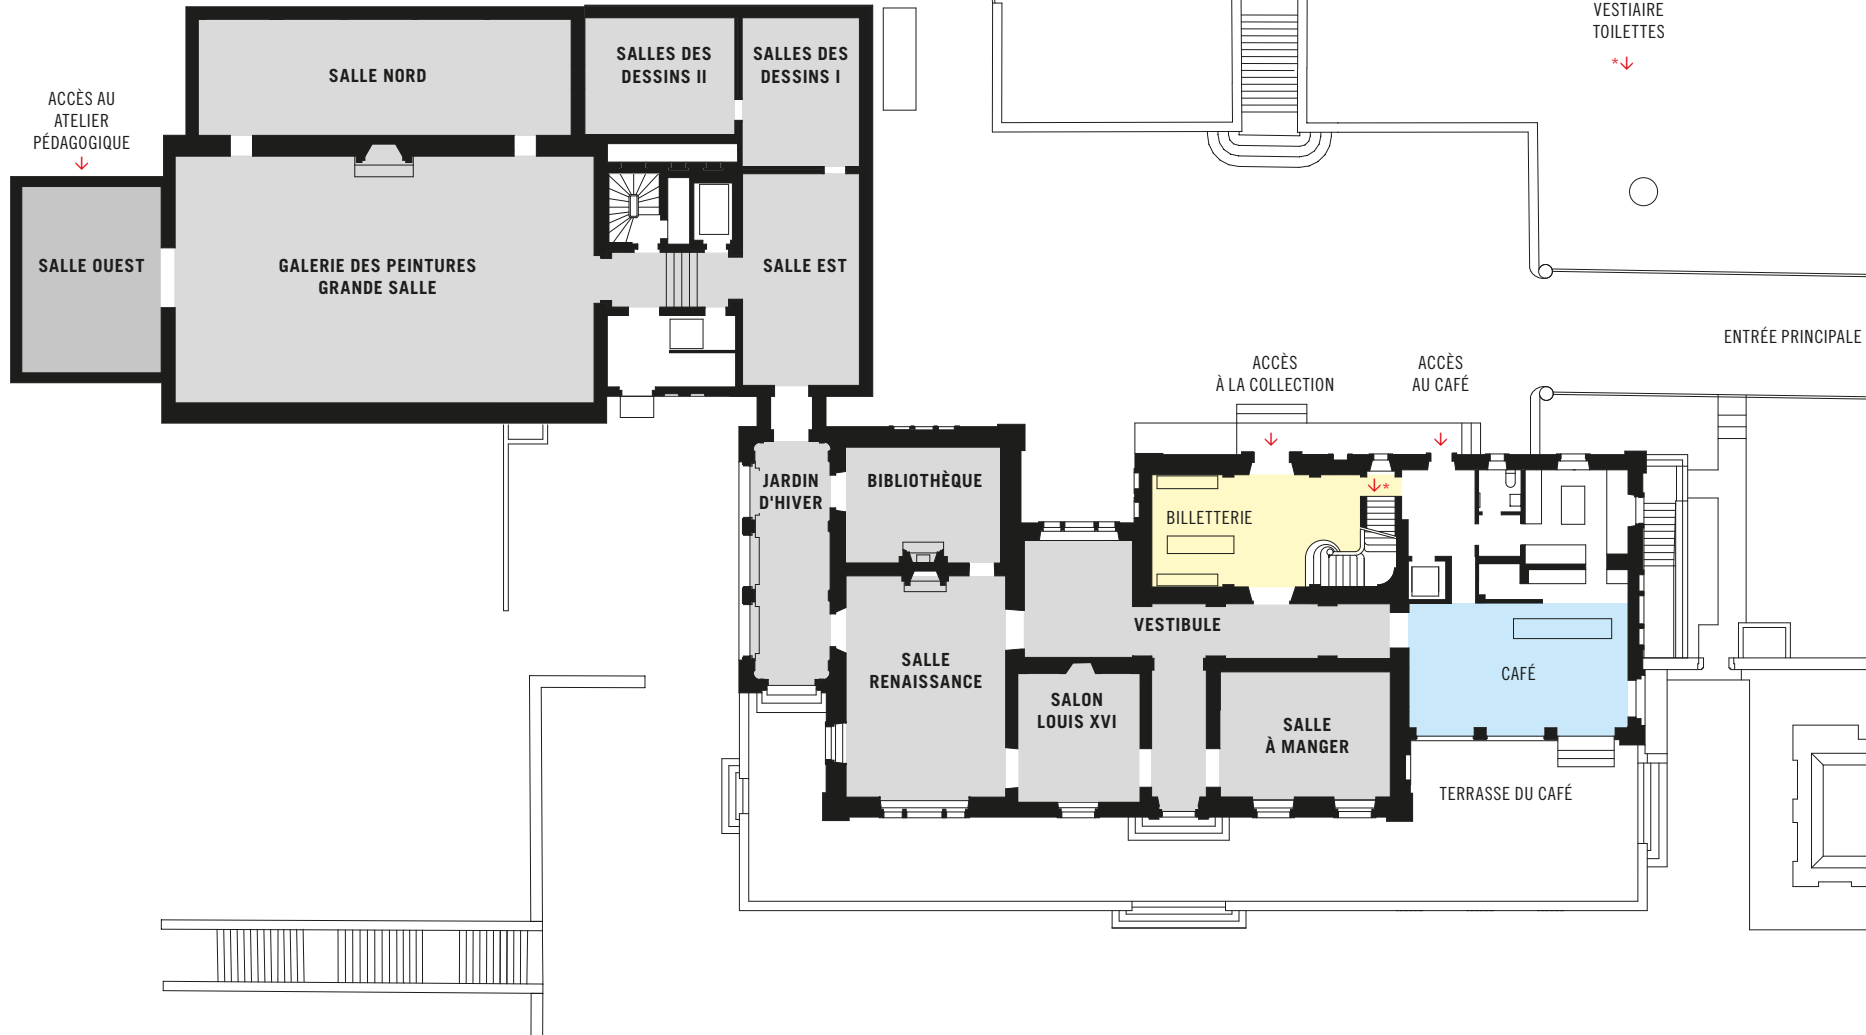 VESTIAIRE
TOILETTES
*↓
SALLE NORD
SALLES DES
DESSINS II
SALLES DES
DESSINS I
ACCÈS AU
ATELIER
PÉDAGOGIQUE
↓
SALLE OUEST
GALERIE DES PEINTURES
GRANDE SALLE
SALLE EST
ENTRÉE PRINCIPALE
ACCÈS
À LA COLLECTION
↓
ACCÈS
AU CAFÉ
↓
JARDIN
D'HIVER
BIBLIOTHÈQUE
↓*
BILLETTERIE
VESTIBULE
SALLE
RENAISSANCE
SALON
LOUIS XVI
SALLE
À MANGER
CAFÉ
TERRASSE DU CAFÉ